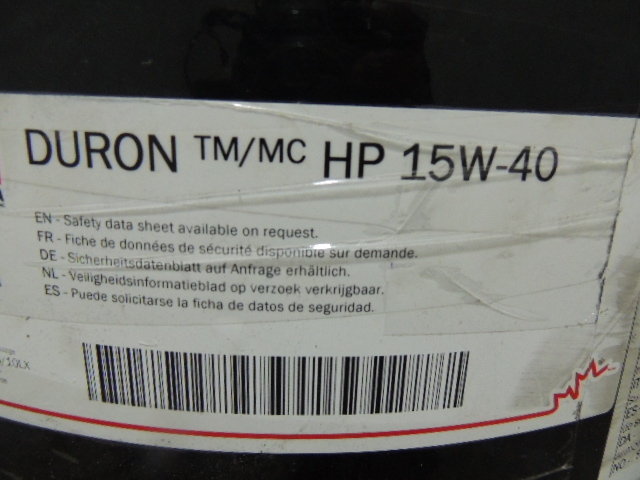 DURON TM/MC HP 15W-40
EN - Safety data sheet available on request.
FR - Fiche de données de sécurité disponible sur demande.
DE - Sicherheitsdatenblatt auf Anfrage erhältlich.
NL - Veiligheidsinformatieblad op verzoek verkrijgbaar.
ES - Puede solicitarse la ficha de datos de seguridad.